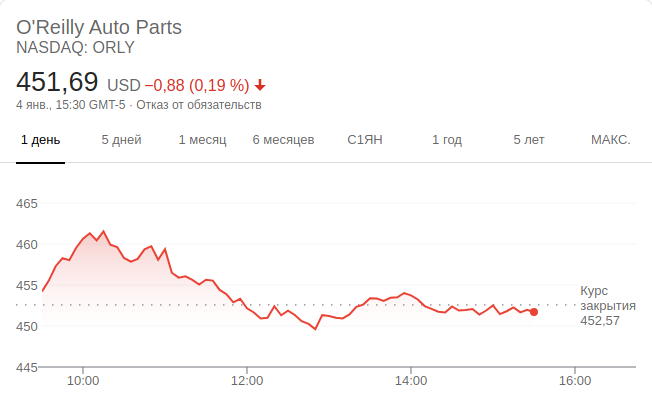 O'Reilly Auto Parts
NASDAQ: ORLY
451,69 USD −0,88 (0,19 %)
4 янв., 15:30 GMT-5 · Отказ от обязательств
1 день 5 дней 1 месяц 6 месяцев С1ЯН 1 год 5 лет МАКС.
465
460
455
450
445
Курс
закрытия
452,57
10:00 12:00 14:00 16:00